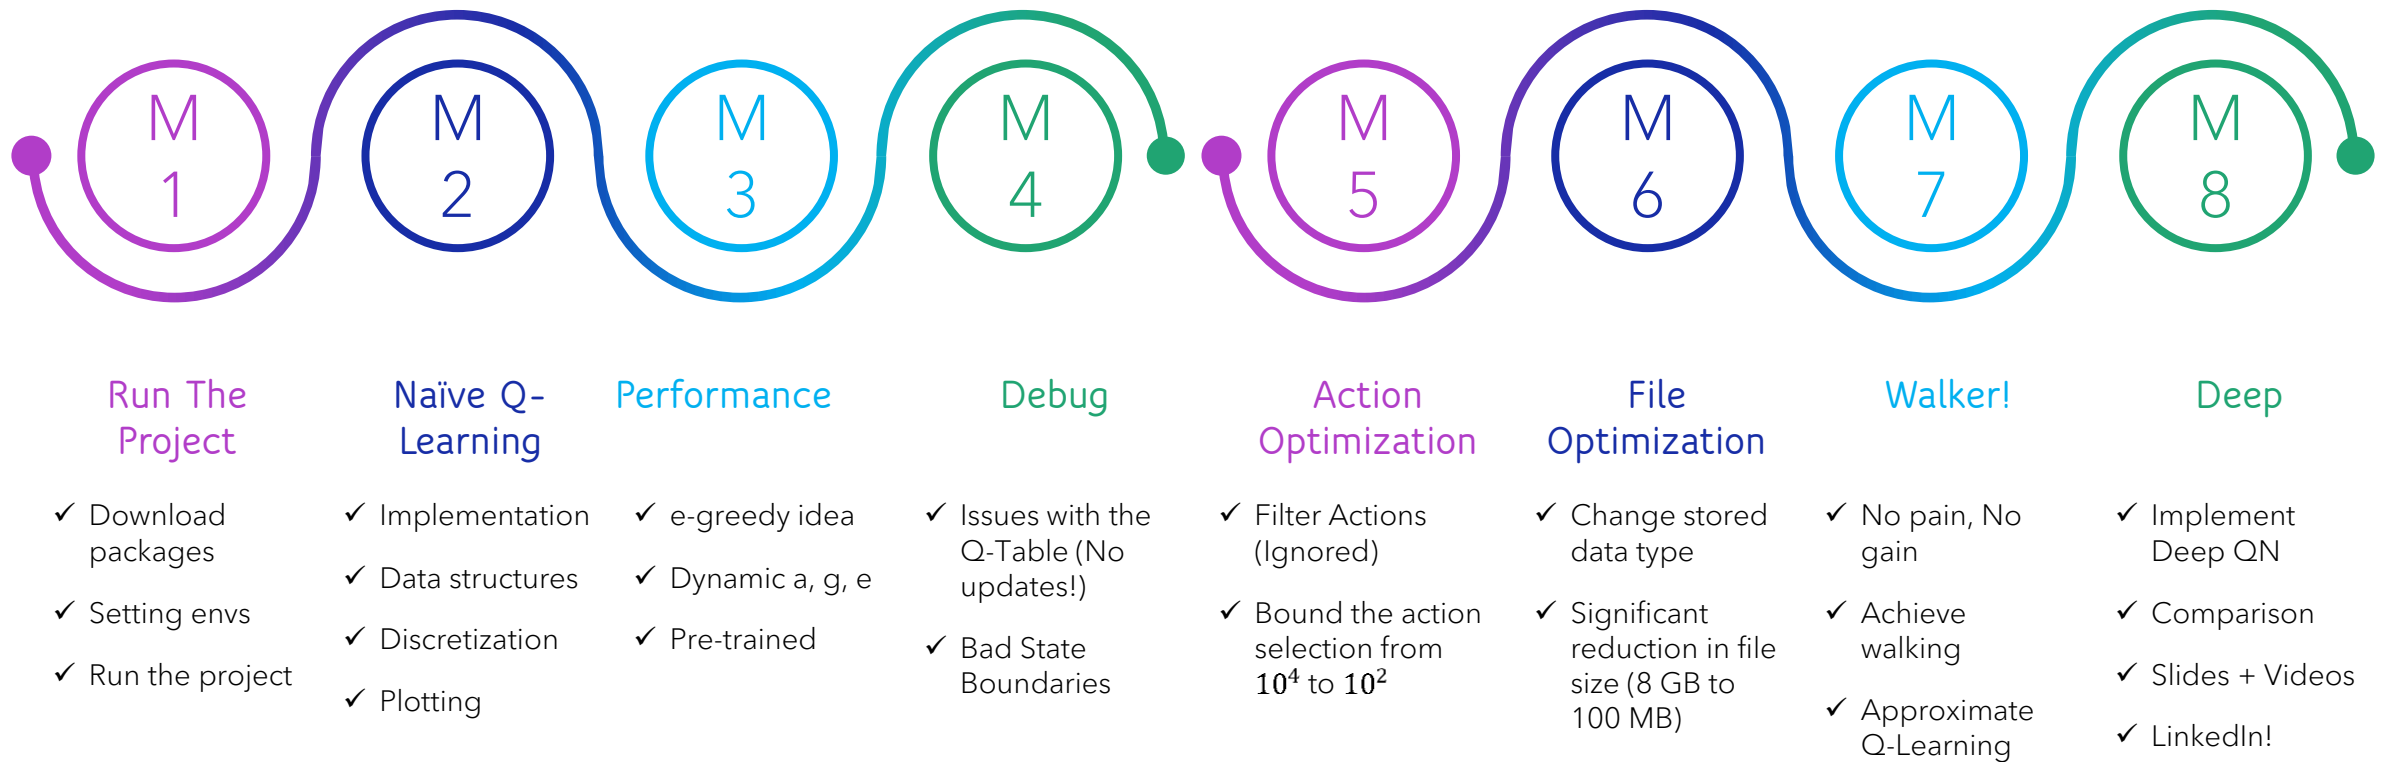 M
1
M
2
M
3
M
4
M
5
M
6
M
7
M
8
Run The
Project
✓ Download
packages
✓ Setting envs
✓ Run the project
Naïve Q-
Learning
✓ Implementation
✓ Data structures
✓ Discretization
✓ Plotting
Performance
✓ e-greedy idea
✓ Dynamic a, g, e
✓ Pre-trained
Debug
✓ Issues with the
Q-Table (No
updates!)
✓ Bad State
Boundaries
Action
Optimization
✓ Filter Actions
(Ignored)
✓ Bound the action
selection from
10⁴ to 10²
File
Optimization
✓ Change stored
data type
✓ Significant
reduction in file
size (8 GB to
100 MB)
Walker!
✓ No pain, No
gain
✓ Achieve
walking
✓ Approximate
Q-Learning
Deep
✓ Implement
Deep QN
✓ Comparison
✓ Slides + Videos
✓ LinkedIn!